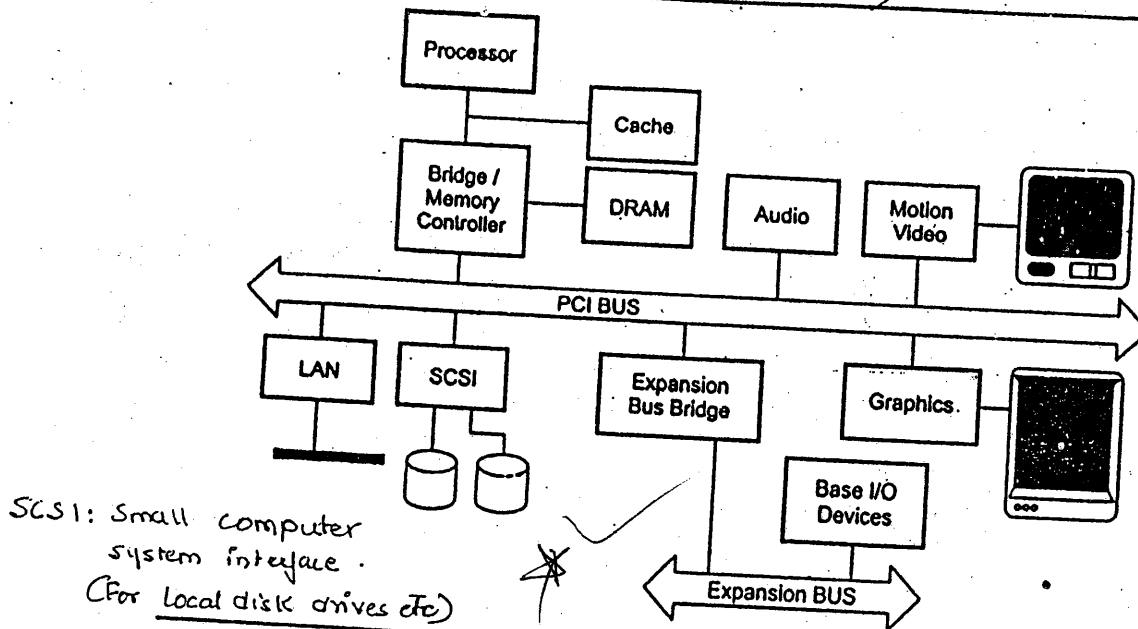 Processor
Cache
Bridge /
Memory
Controller
DRAM
Audio
Motion
Video
PCI BUS
LAN
SCSI
Expansion
Bus Bridge
Graphics.
Base I/O
Devices
SCSI: Small computer
system interface.
(For Local disk drives etc)
Expansion BUS